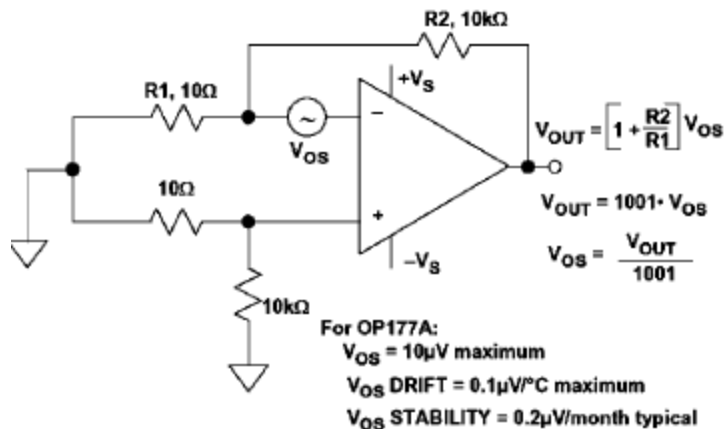 R2, 10kΩ
R1, 10Ω
+VS
VOS
−
VOUT = [1 + R2/R1] VOS
10Ω
+
VOUT = 1001• VOS
−VS
VOS = VOUT/1001
10kΩ
For OP177A:
VOS = 10µV maximum
VOS DRIFT = 0.1µV/°C maximum
VOS STABILITY = 0.2µV/month typical